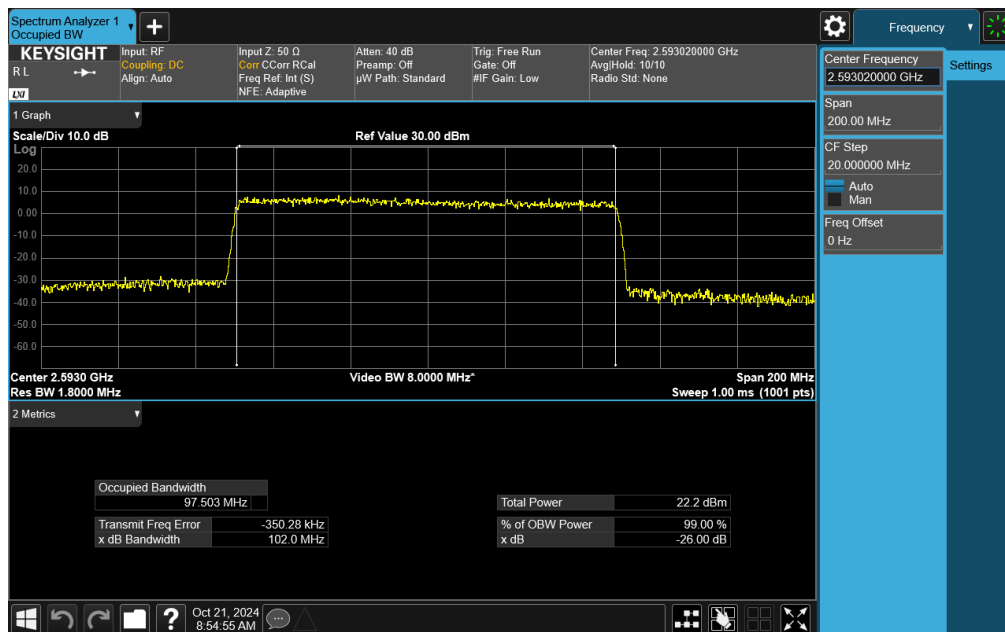 Spectrum Analyzer 1
Occupied BW
Frequency
KEYSIGHT
R L
LXI
Input: RF
Coupling: DC
Align: Auto
Input Z: 50 Ω
Corr CCorr RCal
Freq Ref: Int (S)
NFE: Adaptive
Atten: 40 dB
Preamp: Off
µW Path: Standard
Trig: Free Run
Gate: Off
#IF Gain: Low
Center Freq: 2.593020000 GHz
Avg|Hold: 10/10
Radio Std: None
Center Frequency
2.593020000 GHz
Settings
Span
200.00 MHz
CF Step
20.000000 MHz
Auto
Man
Freq Offset
0 Hz
1 Graph
Scale/Div 10.0 dB
Ref Value 30.00 dBm
Log
20.0
10.0
0.00
-10.0
-20.0
-30.0
-40.0
-50.0
-60.0
Center 2.5930 GHz
Video BW 8.0000 MHz*
Span 200 MHz
Res BW 1.8000 MHz
Sweep 1.00 ms (1001 pts)
2 Metrics
Occupied Bandwidth
97.503 MHz
Total Power 22.2 dBm
Transmit Freq Error -350.28 kHz
% of OBW Power 99.00 %
x dB Bandwidth 102.0 MHz
x dB -26.00 dB
?
Oct 21, 2024
8:54:55 AM